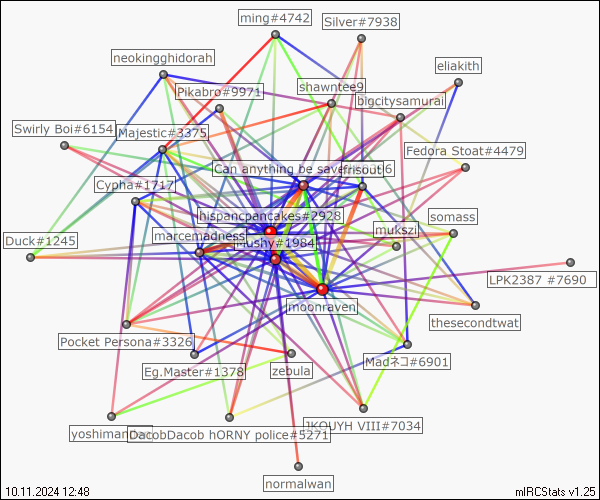 ming#4742
Silver#7938
neokingghidorah
eliakith
Pikabro#9971
shawntee9
bigcitysamurai
Swirly Boi#6154
Majestic#3375
Fedora Stoat#4479
Can anything be save
frisout 6
Cypha#1717
hispancpancakes#2928
somass
mukszi
marcemadness
Mushy#1984
Duck#1245
LPK2387 #7690
moonraven
thesecondtwat
Pocket Persona#3326
Madネコ#6901
Eg.Master#1378
zebula
JKOUYH VIII#7034
yoshiman
DacobDacob hORNY police#5271
normalwan
10.11.2024 12:48
mIRCStats v1.25